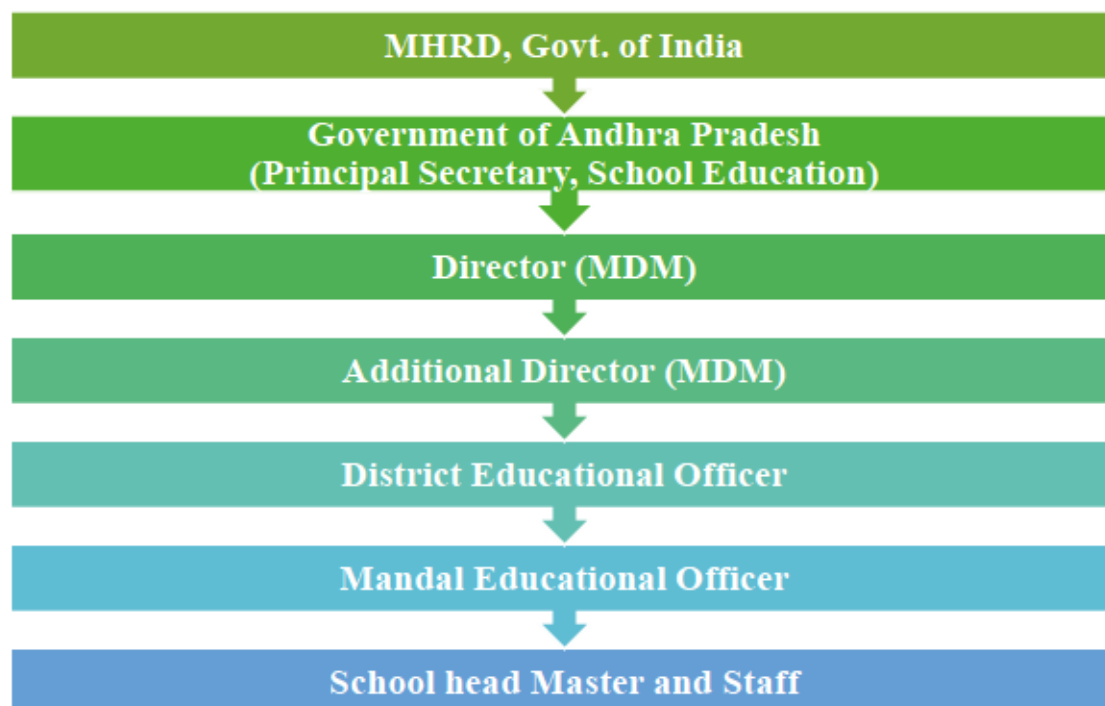 MHRD, Govt. of India
Government of Andhra Pradesh
(Principal Secretary, School Education)
Director (MDM)
Additional Director (MDM)
District Educational Officer
Mandal Educational Officer
School head Master and Staff